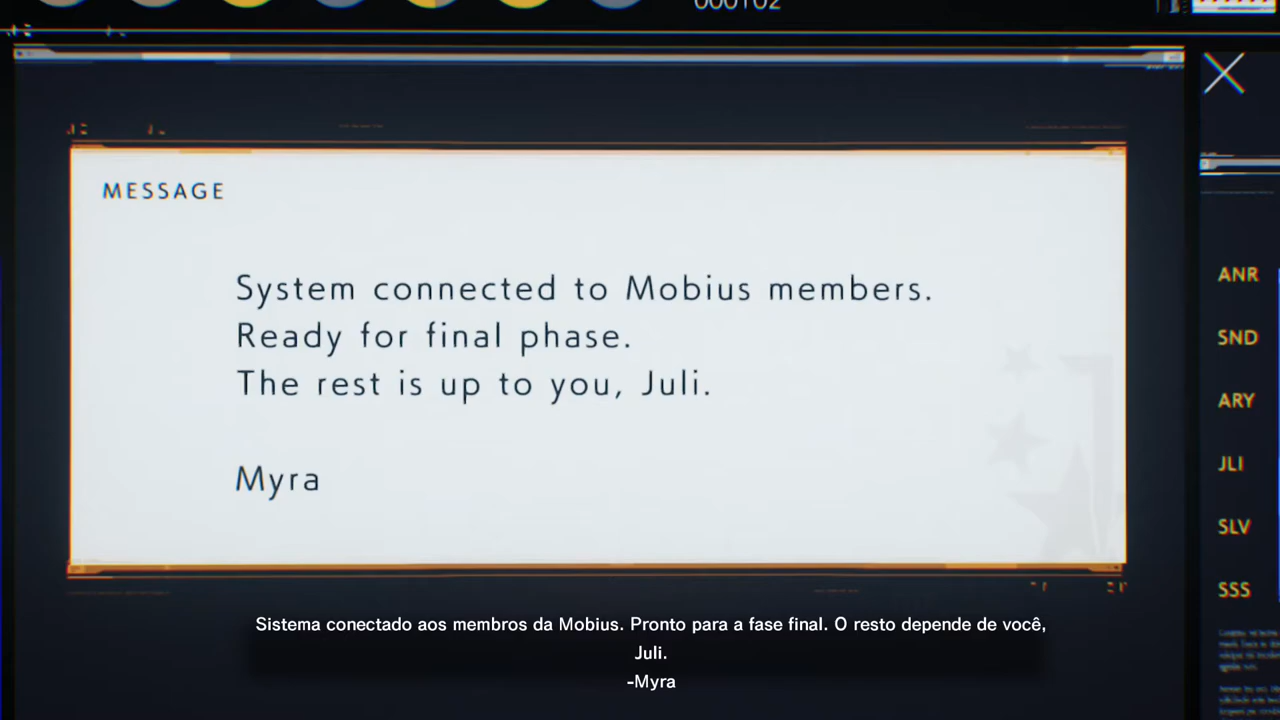 000102
MESSAGE
System connected to Mobius members.
Ready for final phase.
The rest is up to you, Juli.
Myra
ANR
SND
ARY
JLI
SLV
SSS
Sistema conectado aos membros da Mobius. Pronto para a fase final. O resto depende de você,
Juli.
-Myra